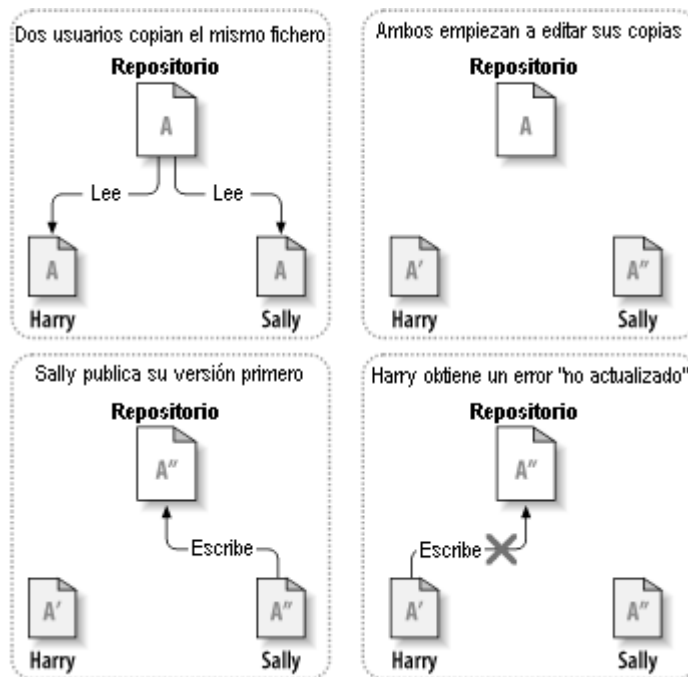 Dos usuarios copian el mismo fichero
Repositorio
A
Lee
Lee
A
A
Harry
Sally
Ambos empiezan a editar sus copias
Repositorio
A
A'
A"
Harry
Sally
Sally publica su versión primero
Repositorio
A"
Escribe
A'
A"
Harry
Sally
Harry obtiene un error "no actualizado"
Repositorio
A"
Escribe
A'
A"
Harry
Sally